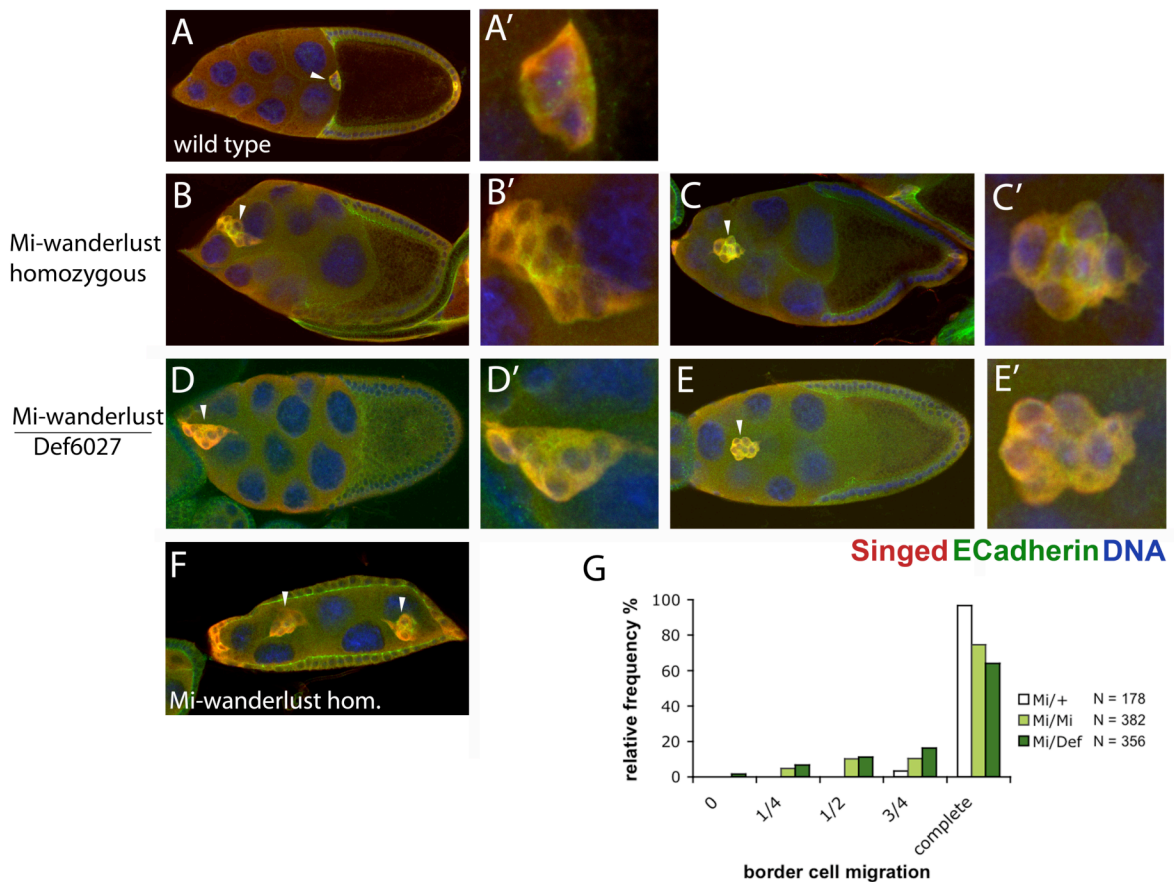 A
A'
wild type
Mi-wanderlust
homozygous
B
B'
C
C'
Mi-wanderlust
Def6027
D
D'
E
E'
Singed ECadherin DNA
F
Mi-wanderlust hom.
G
relative frequency %
100
80
60
40
20
0
0
1/4
1/2
3/4
complete
border cell migration
Mi/+ N = 178
Mi/Mi N = 382
Mi/Def N = 356